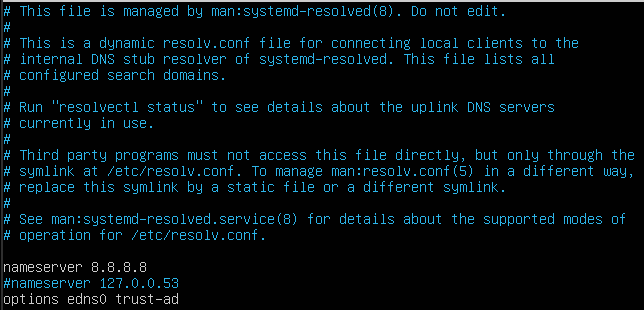 # This file is managed by man:systemd-resolved(8). Do not edit.
#
# This is a dynamic resolv.conf file for connecting local clients to the
# internal DNS stub resolver of systemd-resolved. This file lists all
# configured search domains.
#
# Run "resolvectl status" to see details about the uplink DNS servers
# currently in use.
#
# Third party programs must not access this file directly, but only through the
# symlink at /etc/resolv.conf. To manage man:resolv.conf(5) in a different way,
# replace this symlink by a static file or a different symlink.
#
# See man:systemd-resolved.service(8) for details about the supported modes of
# operation for /etc/resolv.conf.

nameserver 8.8.8.8
#nameserver 127.0.0.53
options edns0 trust-ad